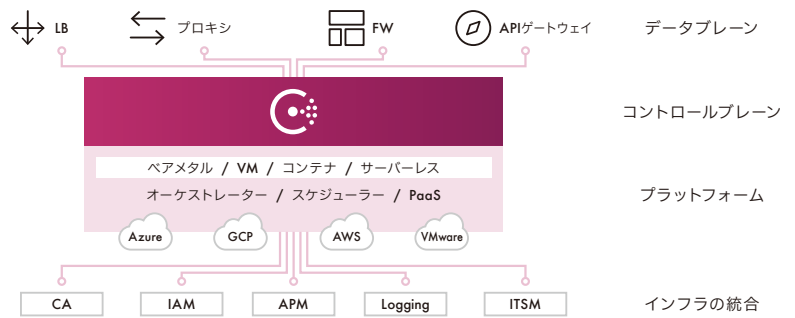 LB プロキシ FW APIゲートウェイ データプレーン
コントロールプレーン
ベアメタル / VM / コンテナ / サーバーレス
オーケストレーター / スケジューラー / PaaS プラットフォーム
Azure GCP AWS VMware
CA IAM APM Logging ITSM インフラの統合